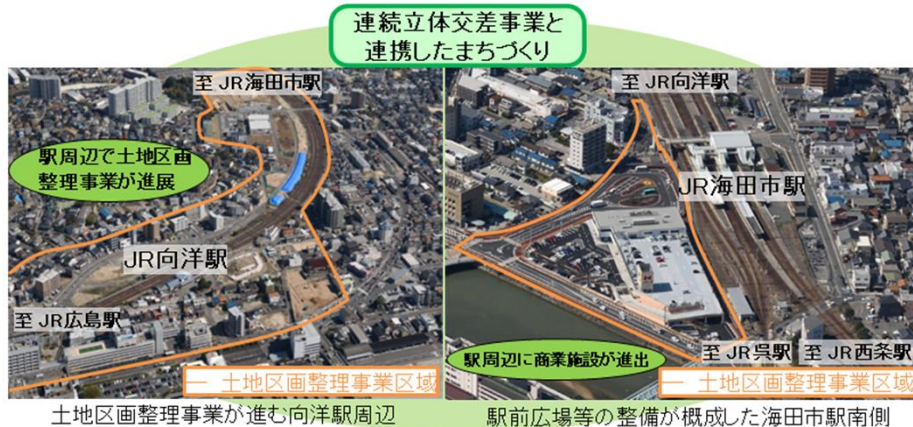 連続立体交差事業と
連携したまちづくり
至 JR海田市駅
駅周辺で土地区画
整理事業が進展
JR向洋駅
至 JR広島駅
土地区画整理事業区域
土地区画整理事業が進む向洋駅周辺
至 JR向洋駅
JR海田市駅
駅周辺に商業施設が進出
至 JR呉駅
至 JR西条駅
土地区画整理事業区域
駅前広場等の整備が概成した海田市駅南側